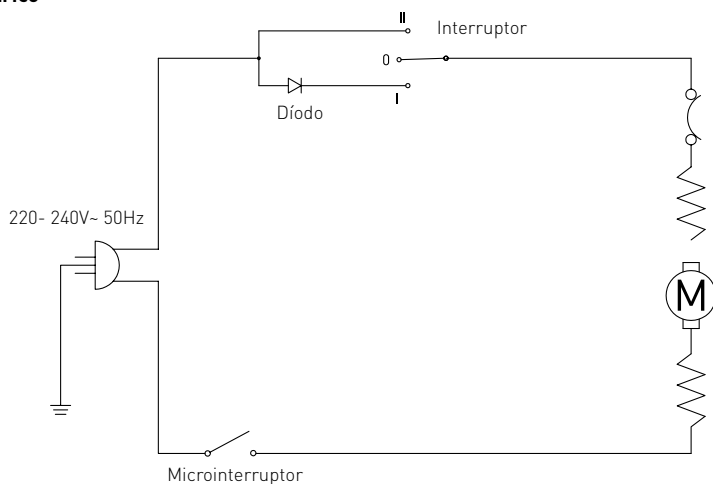 II
Interruptor
0
I
Díodo
220- 240V~ 50Hz
M
Microinterruptor